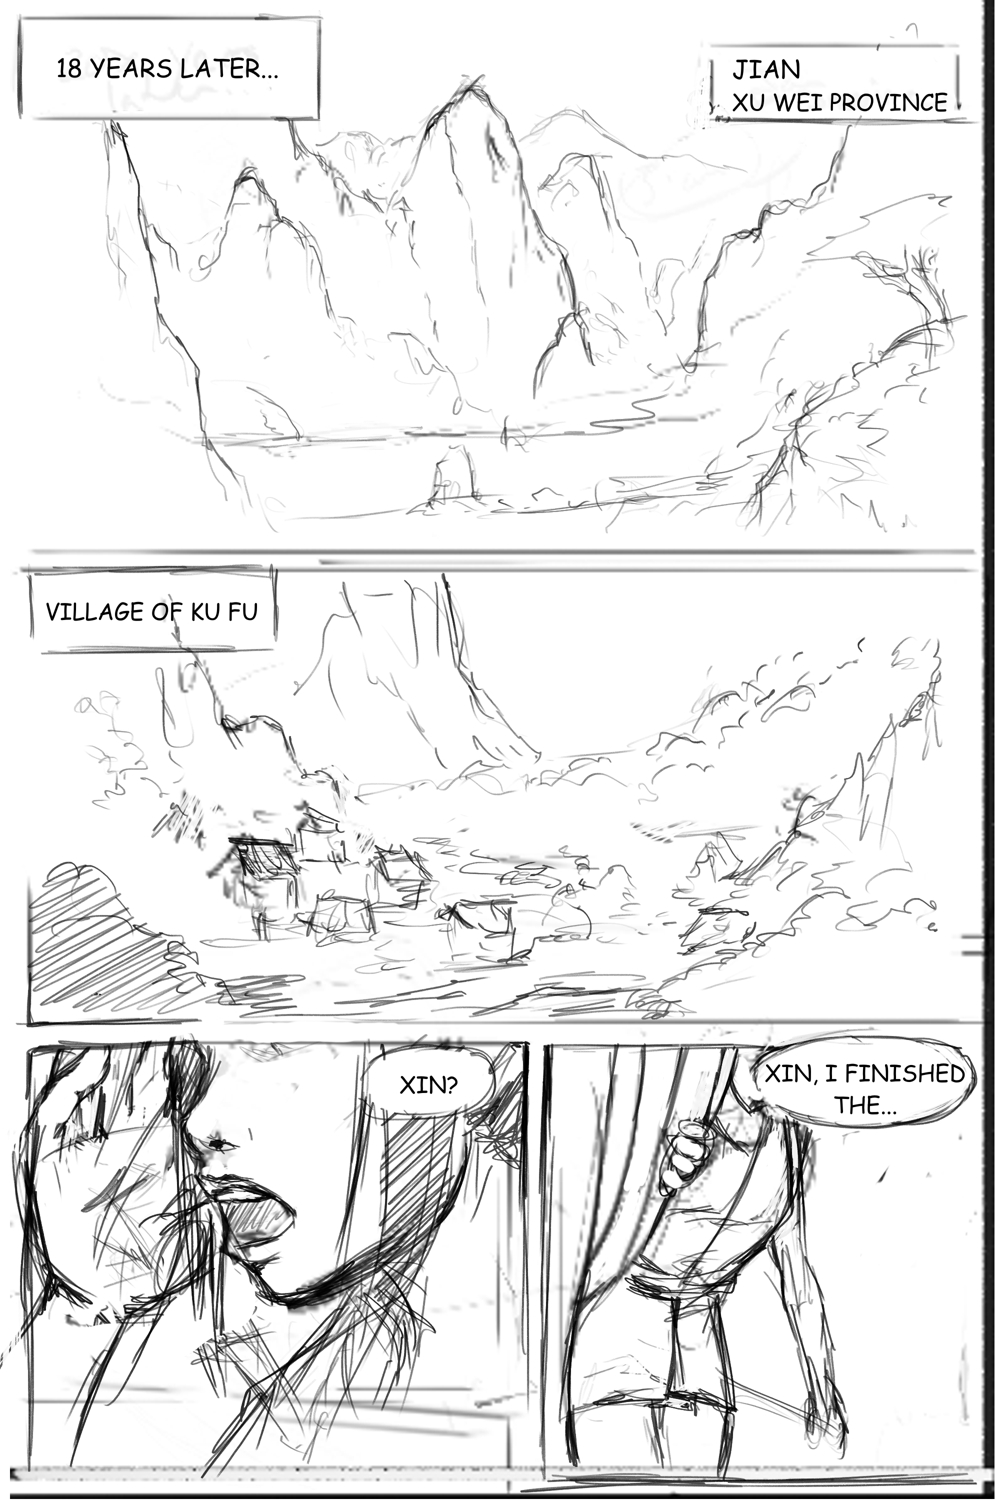 18 YEARS LATER...
JIAN
XU WEI PROVINCE
VILLAGE OF KU FU
XIN?
XIN, I FINISHED
THE...